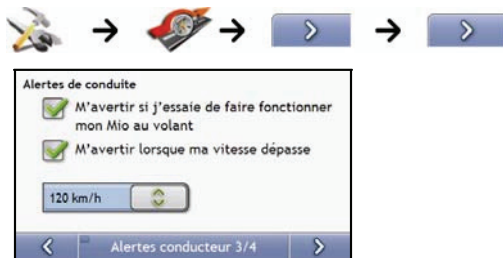 Alertes de conduite
M'avertir si j'essaie de faire fonctionner
mon Mio au volant
M'avertir lorsque ma vitesse dépasse
120 km/h
Alertes conducteur 3/4